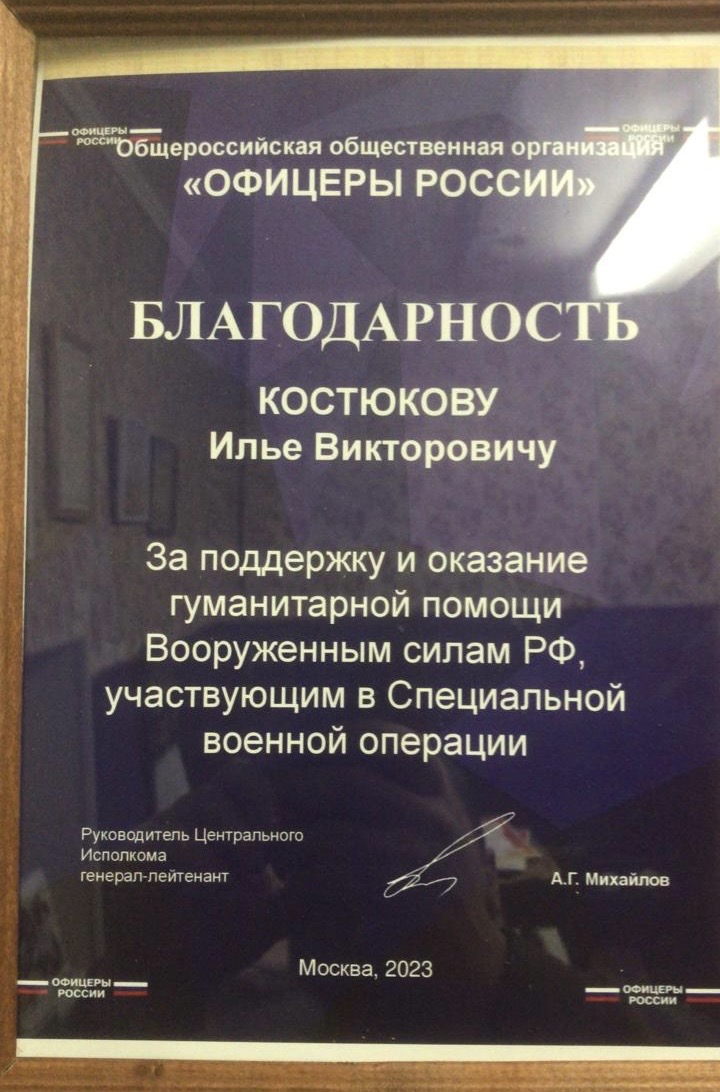 ОФИЦЕРЫ
РОССИИ
ОФИЦЕРЫ
РОССИИ
Общероссийская общественная организация
«ОФИЦЕРЫ РОССИИ»
БЛАГОДАРНОСТЬ
КОСТЮКОВУ
Илье Викторовичу
За поддержку и оказание
гуманитарной помощи
Вооруженным силам РФ,
участвующим в Специальной
военной операции
Руководитель Центрального
Исполкома
генерал-лейтенант
А.Г. Михайлов
Москва, 2023
ОФИЦЕРЫ
РОССИИ
ОФИЦЕРЫ
РОССИИ